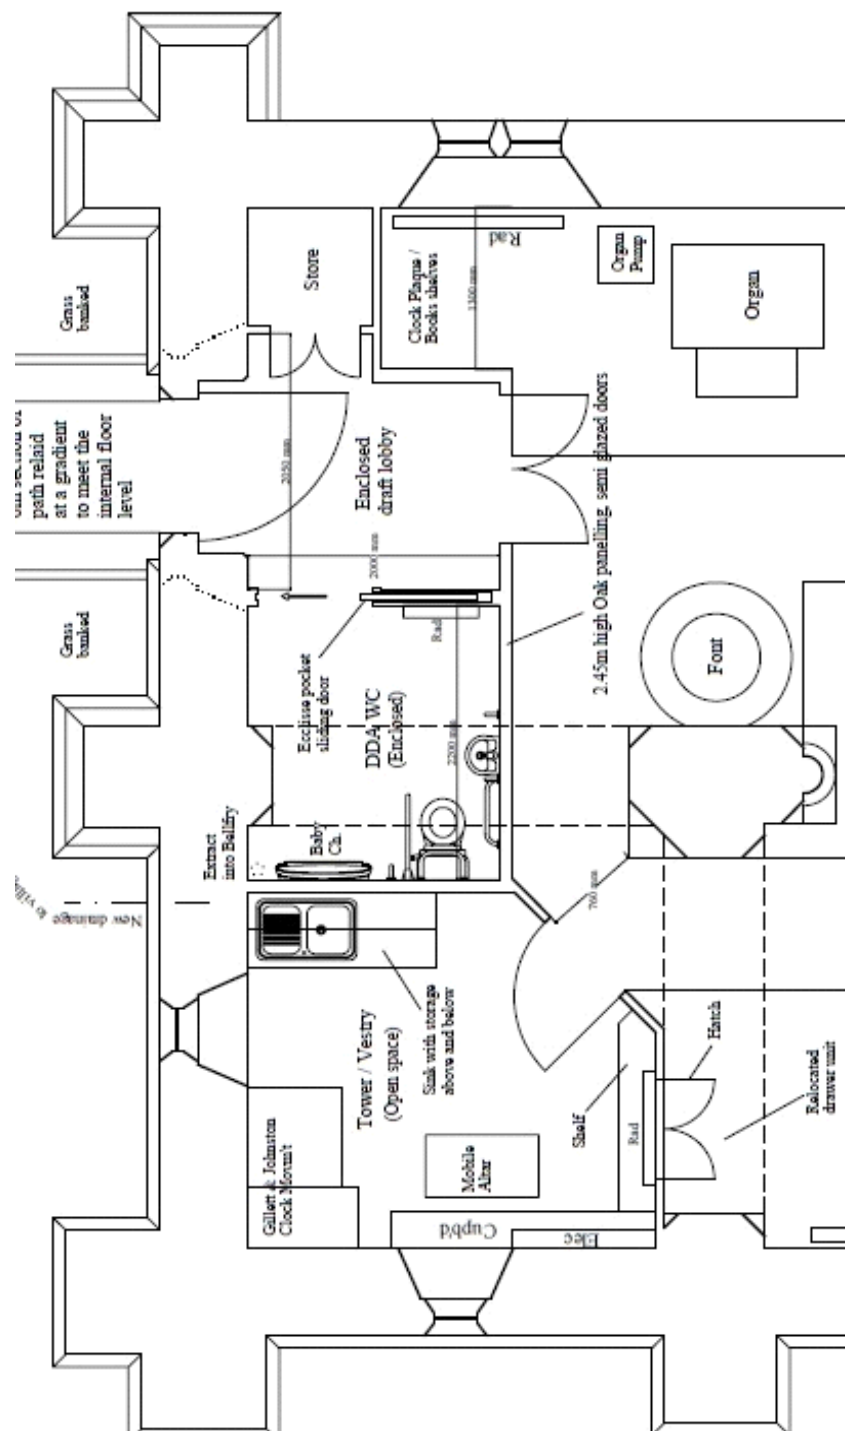 Grass
banked
Store
Clock Plaque /
Books shelves
Rad
1300 mm
Organ
Pump
Organ
path relaid
at a gradient
to meet the
internal floor
level
2050 mm
Enclosed
draft lobby
2000 mm
2.45m high Oak panelling, semi glazed doors
Grass
banked
Ecclisse pocket
sliding door
Rad
DDA WC
(Enclosed)
2200 mm
Font
Extract
into Bellfry
Baby
Ch.
760 mm
New drainage
Tower / Vestry
(Open space)
Sink with storage
above and below
Hatch
Shelf
Rad
Relocated
drawer unit
Gillett & Johnston
Clock Movm't
Mobile
Altar
Cupb'd
Elec